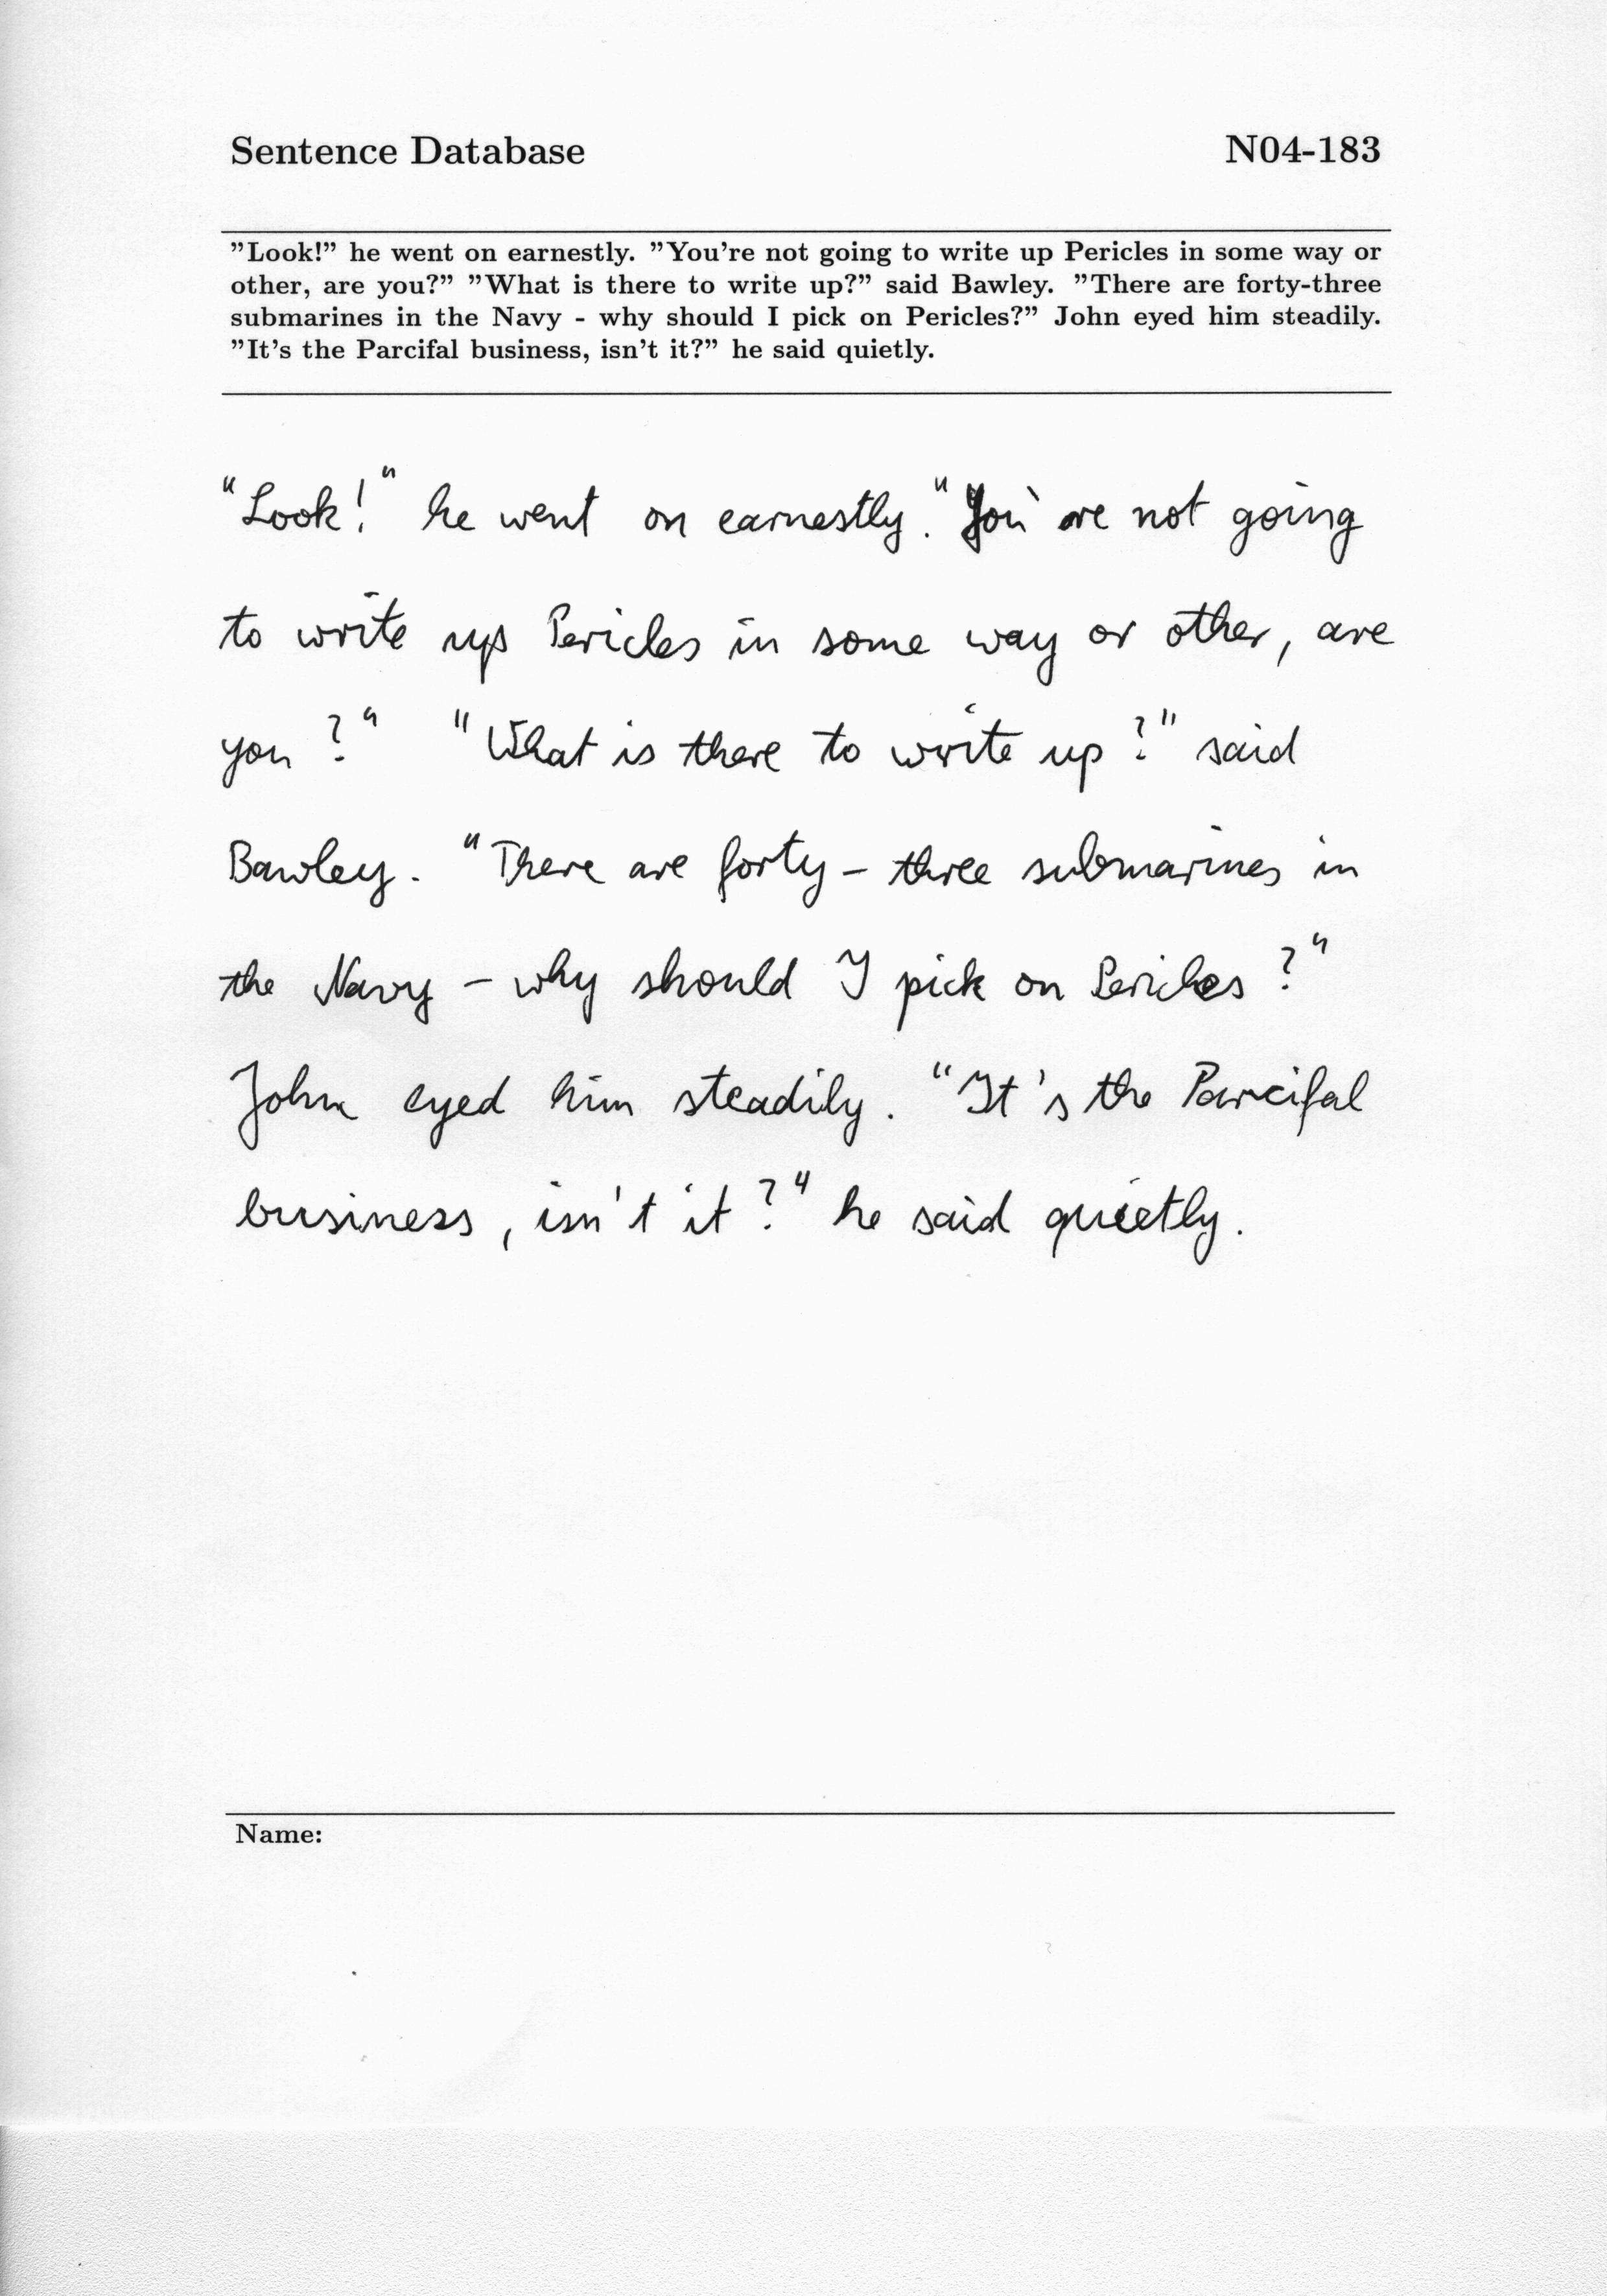 Sentence Database N04-183
"Look!" he went on earnestly. "You're not going to write up Pericles in some way or
other, are you?" "What is there to write up?" said Bawley. "There are forty-three
submarines in the Navy - why should I pick on Pericles?" John eyed him steadily.
"It's the Parcifal business, isn't it?" he said quietly.
"Look!" he went on earnestly. "You're not going
to write up Pericles in some way or other, are
you?" "What is there to write up?" said
Bawley. "There are forty-three submarines in
the Navy - why should I pick on Pericles?"
John eyed him steadily. "It's the Parcifal
business, isn't it?" he said quietly.
Name: